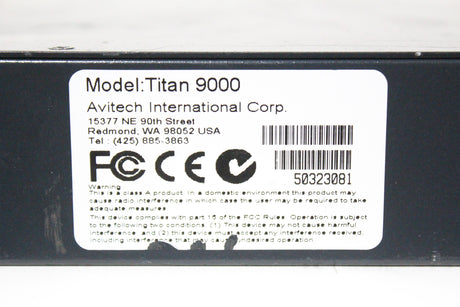 Model:Titan 9000
Avitech International Corp.
15377 NE 90th Street
Redmond, WA 98052 USA
Tel : (425) 885-3863
FC CE
50323081
Warning
This is a class A product. In a domestic environment this product may
cause radio interference in which case the user may be required to take
adequate measures
This device complies with part 15 of the FCC Rules. Operation is subject
to the following two conditions. (1) This device may not cause harmful
interference, and (2) this device must accept any interference received,
including interference that may cause undesired operation